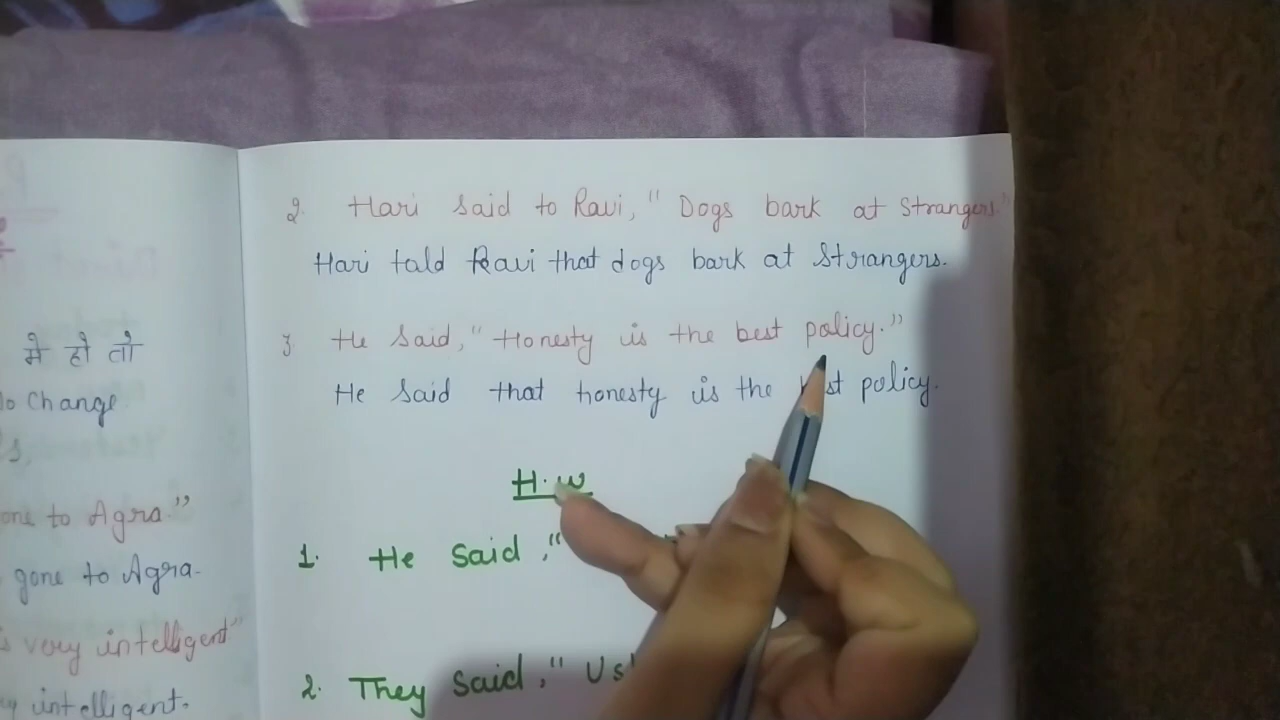 मे हो तो
Change
to Agra."
gone to Agra.
very intelligent"
intelligent.
2. Hari said to Ravi, "Dogs bark at Strangers."
Hari told Ravi that dogs bark at Strangers.
3 He Said, "Honesty is the best policy."
He Said that honesty is the policy.
H.W
1. He Said, "
2. They Said, "